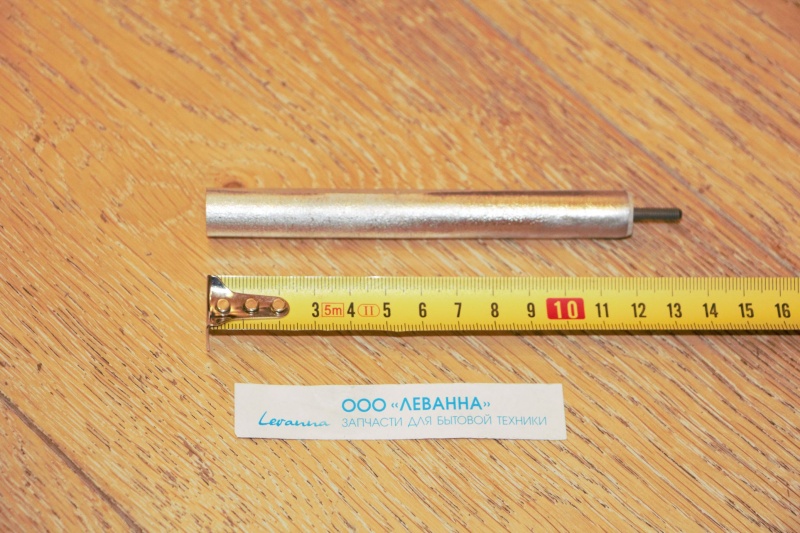 3 5m 4 II 5 6 7 8 9 10 11 12 13 14 15 16
ООО «ЛЕВАННА»
Levanna ЗАПЧАСТИ ДЛЯ БЫТОВОЙ ТЕХНИКИ